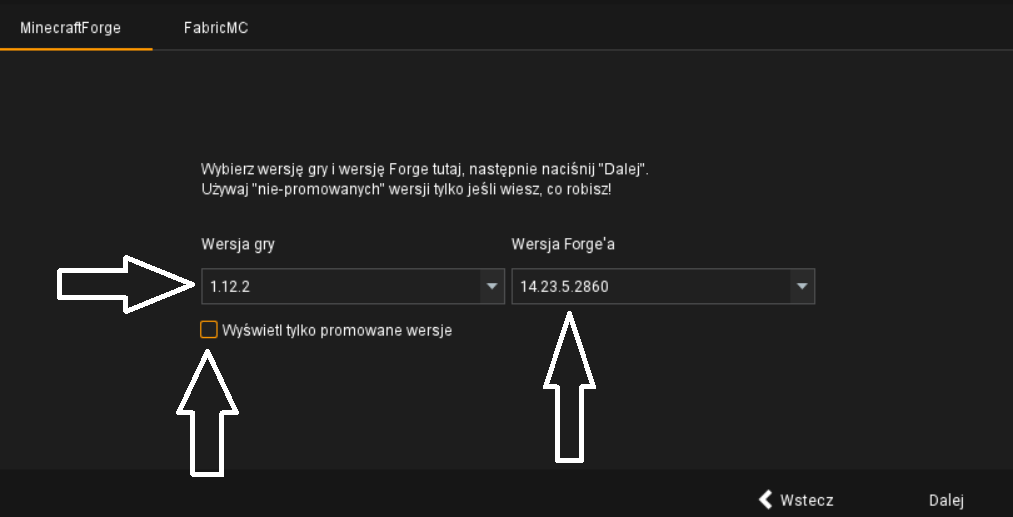 MinecraftForge FabricMC
Wybierz wersję gry i wersję Forge tutaj, następnie naciśnij "Dalej".
Używaj "nie-promowanych" wersji tylko jeśli wiesz, co robisz!
Wersja gry Wersja Forge'a
1.12.2 14.23.5.2860
Wyświetl tylko promowane wersje
Wstecz Dalej